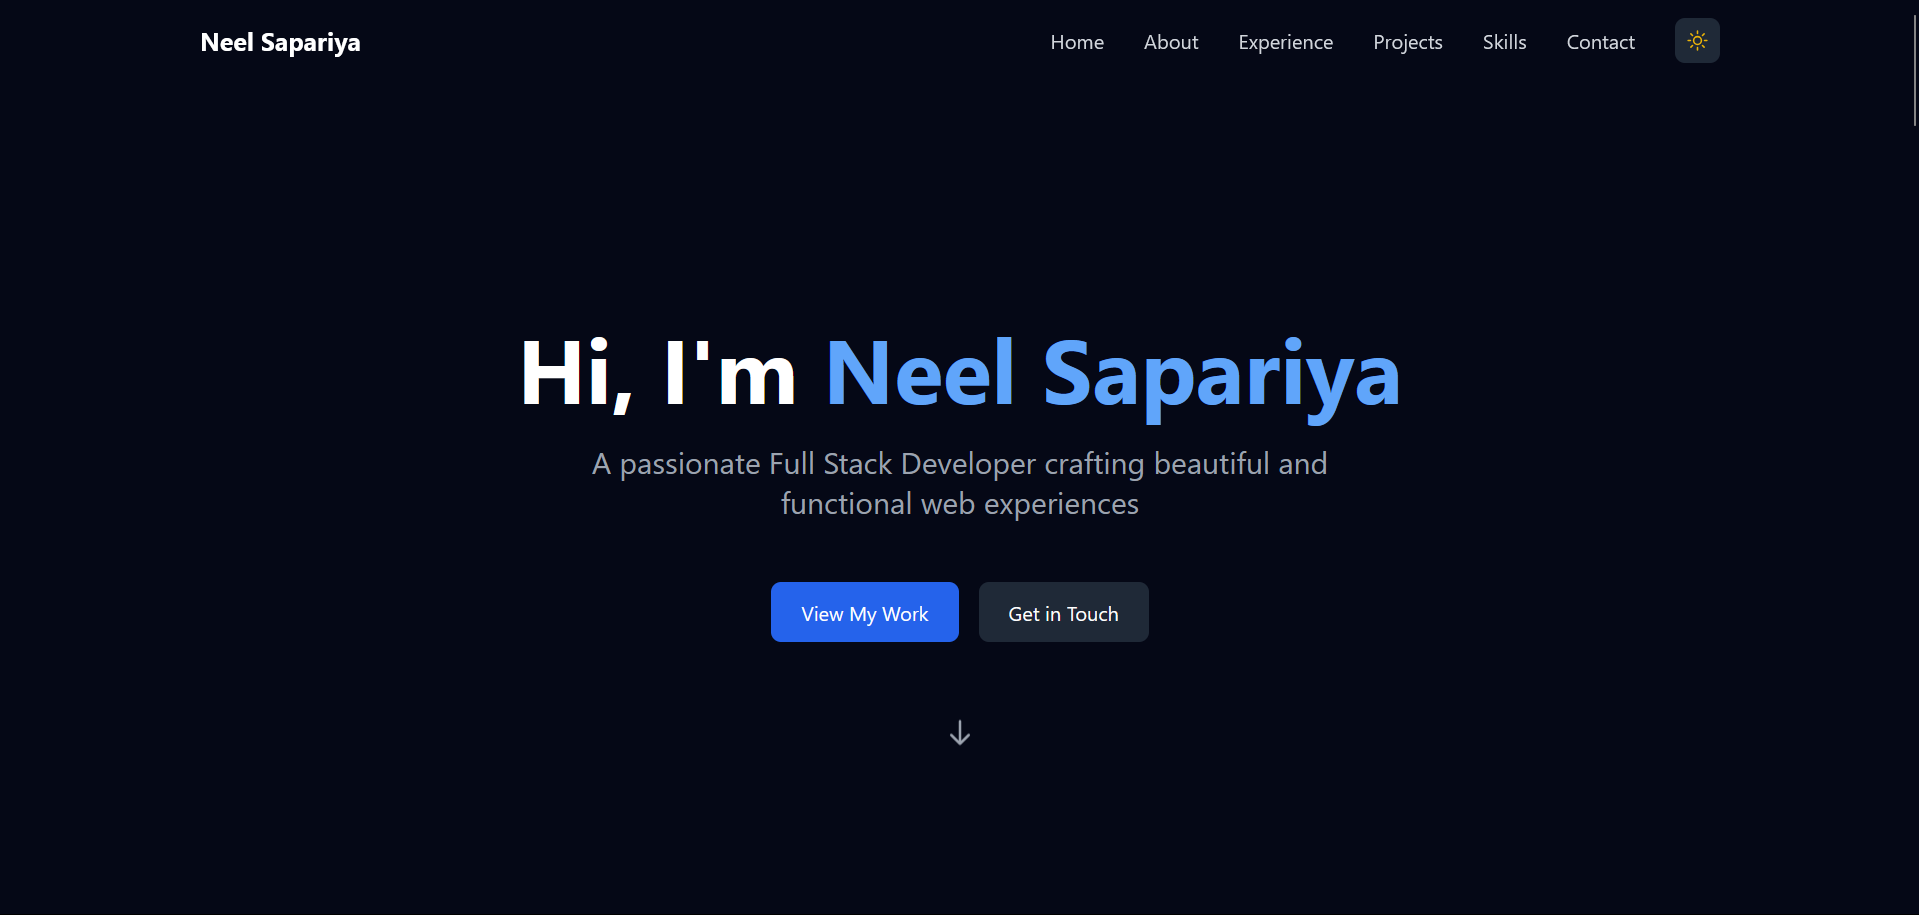 Neel Sapariya
Home
About
Experience
Projects
Skills
Contact
Hi, I'm Neel Sapariya
A passionate Full Stack Developer crafting beautiful and
functional web experiences
View My Work
Get in Touch